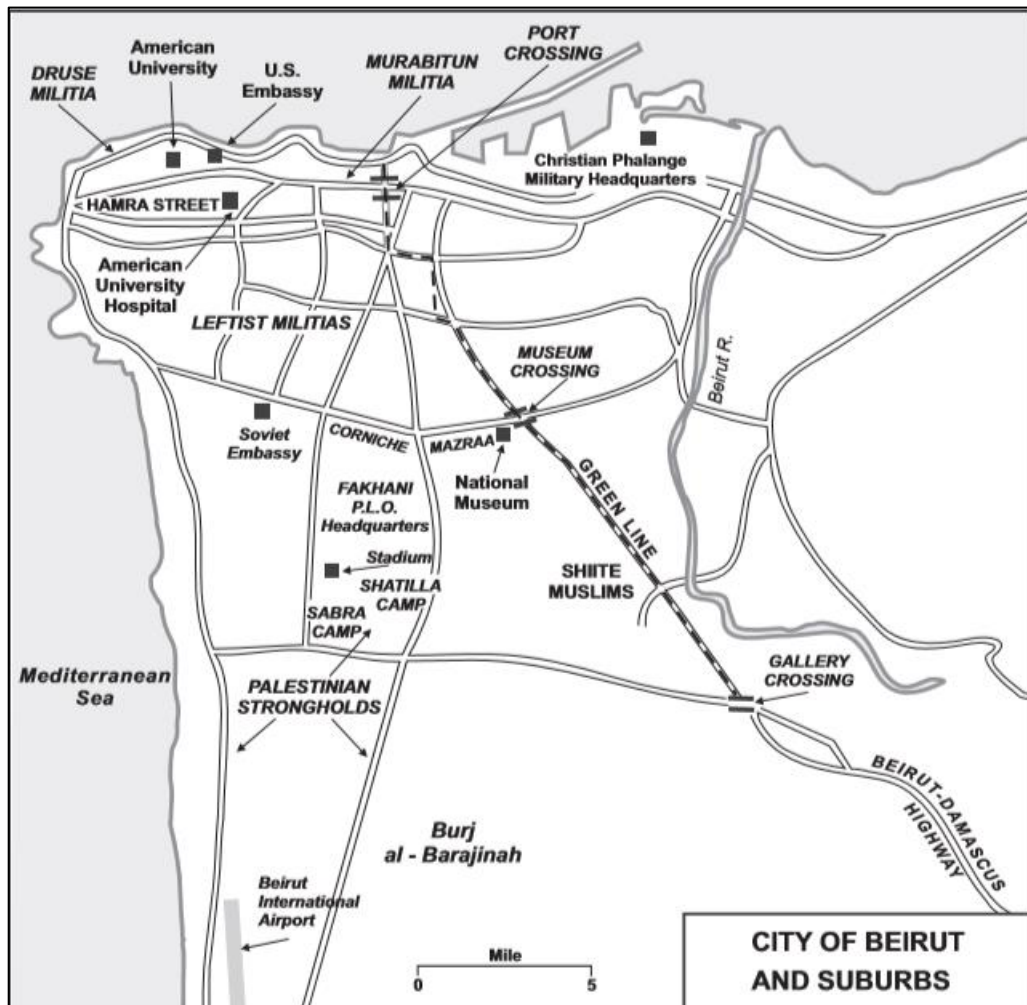 American
University
PORT
CROSSING
DRUSE
MILITIA
U.S.
Embassy
MURABITUN
MILITIA
Christian Phalange
Military Headquarters
HAMRA STREET
American
University
Hospital
LEFTIST MILITIAS
MUSEUM
CROSSING
Beirut R.
Soviet
Embassy
CORNICHE
MAZRAA
National
Museum
GREEN LINE
FAKHANI
P.L.O.
Headquarters
Stadium
SHATILLA
CAMP
SABRA
CAMP
SHIITE
MUSLIMS
GALLERY
CROSSING
Mediterranean
Sea
PALESTINIAN
STRONGHOLDS
BEIRUT-DAMASCUS
HIGHWAY
Burj
al - Barajinah
Beirut
International
Airport
Mile
0 5
CITY OF BEIRUT
AND SUBURBS